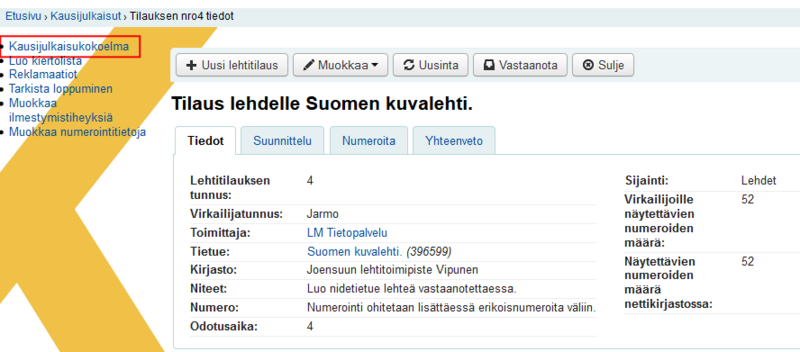 Etusivu › Kausijulkaisut › Tilauksen nro4 tiedot
Kausijulkaisukokoelma
Luo kiertolista
Reklamaatiot
Tarkista loppuminen
Muokkaa
ilmestymistiheyksiä
Muokkaa numerointitietoja
Uusi lehtitilaus Muokkaa Uusinta Vastaanota Sulje
Tilaus lehdelle Suomen kuvalehti.
Tiedot Suunnittelu Numeroita Yhteenveto
Lehtitilauksen tunnus: 4
Virkailijatunnus: Jarmo
Toimittaja: LM Tietopalvelu
Tietue: Suomen kuvalehti. (396599)
Kirjasto: Joensuun lehtitoimipiste Vipunen
Niteet: Luo nidetietue lehteä vastaanotettaessa.
Numero: Numerointi ohitetaan lisättäessä erikoisnumeroita väliin.
Odotusaika: 4
Sijainti: Lehdet
Virkailijoille 52
näytettävien
numeroiden
määrä:
Näytettävien 52
numeroiden
määrä
nettikirjastossa: